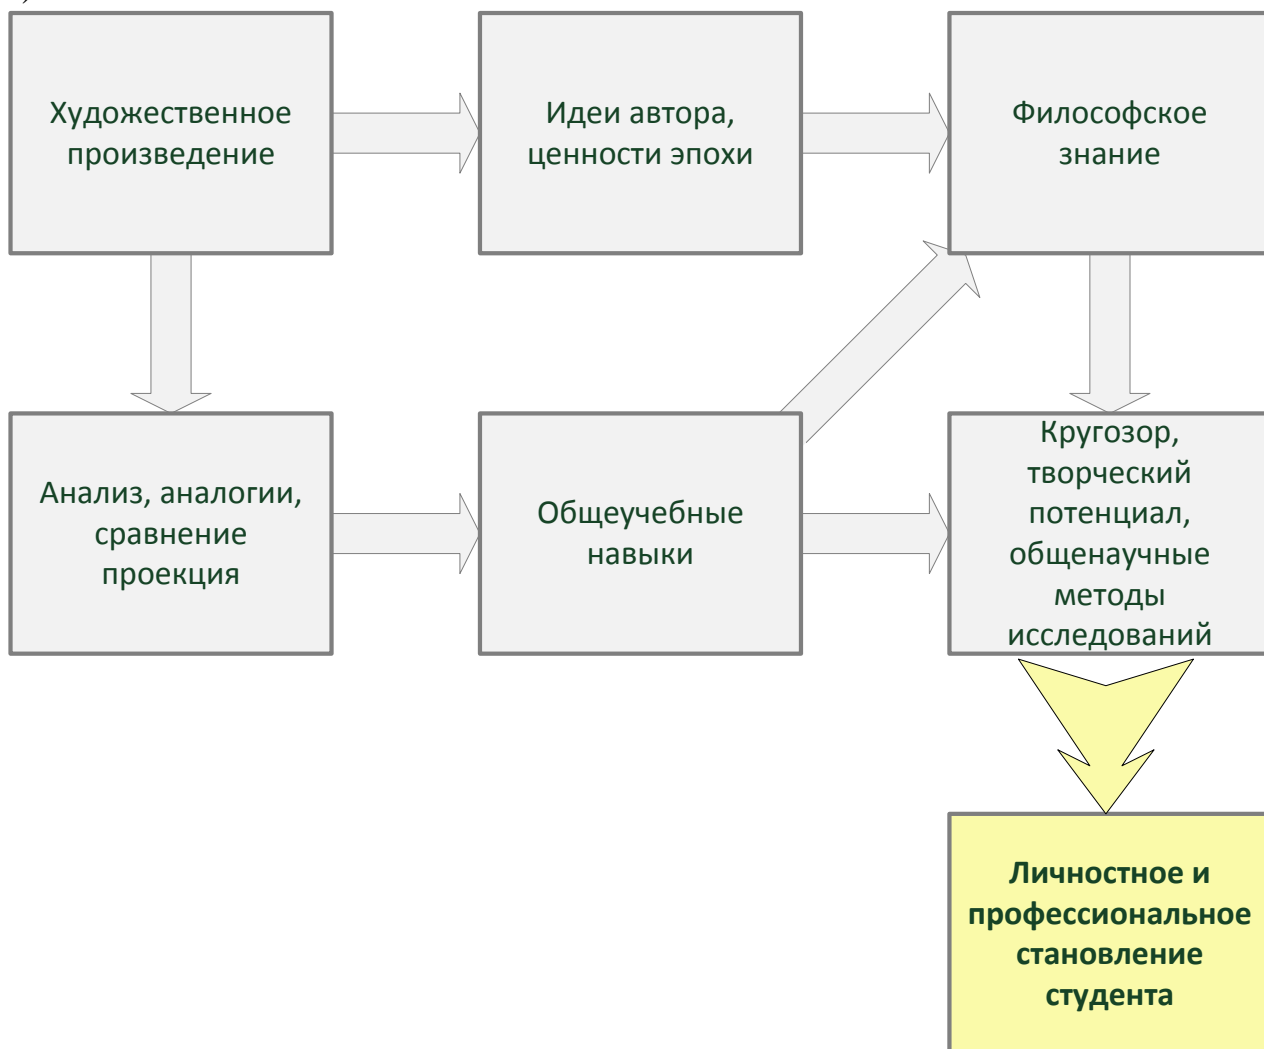 Художественное
произведение
Идеи автора,
ценности эпохи
Философское
знание
Анализ, аналогии,
сравнение
проекция
Общеучебные
навыки
Кругозор,
творческий
потенциал,
общенаучные
методы
исследований
Личностное и
профессиональное
становление
студента